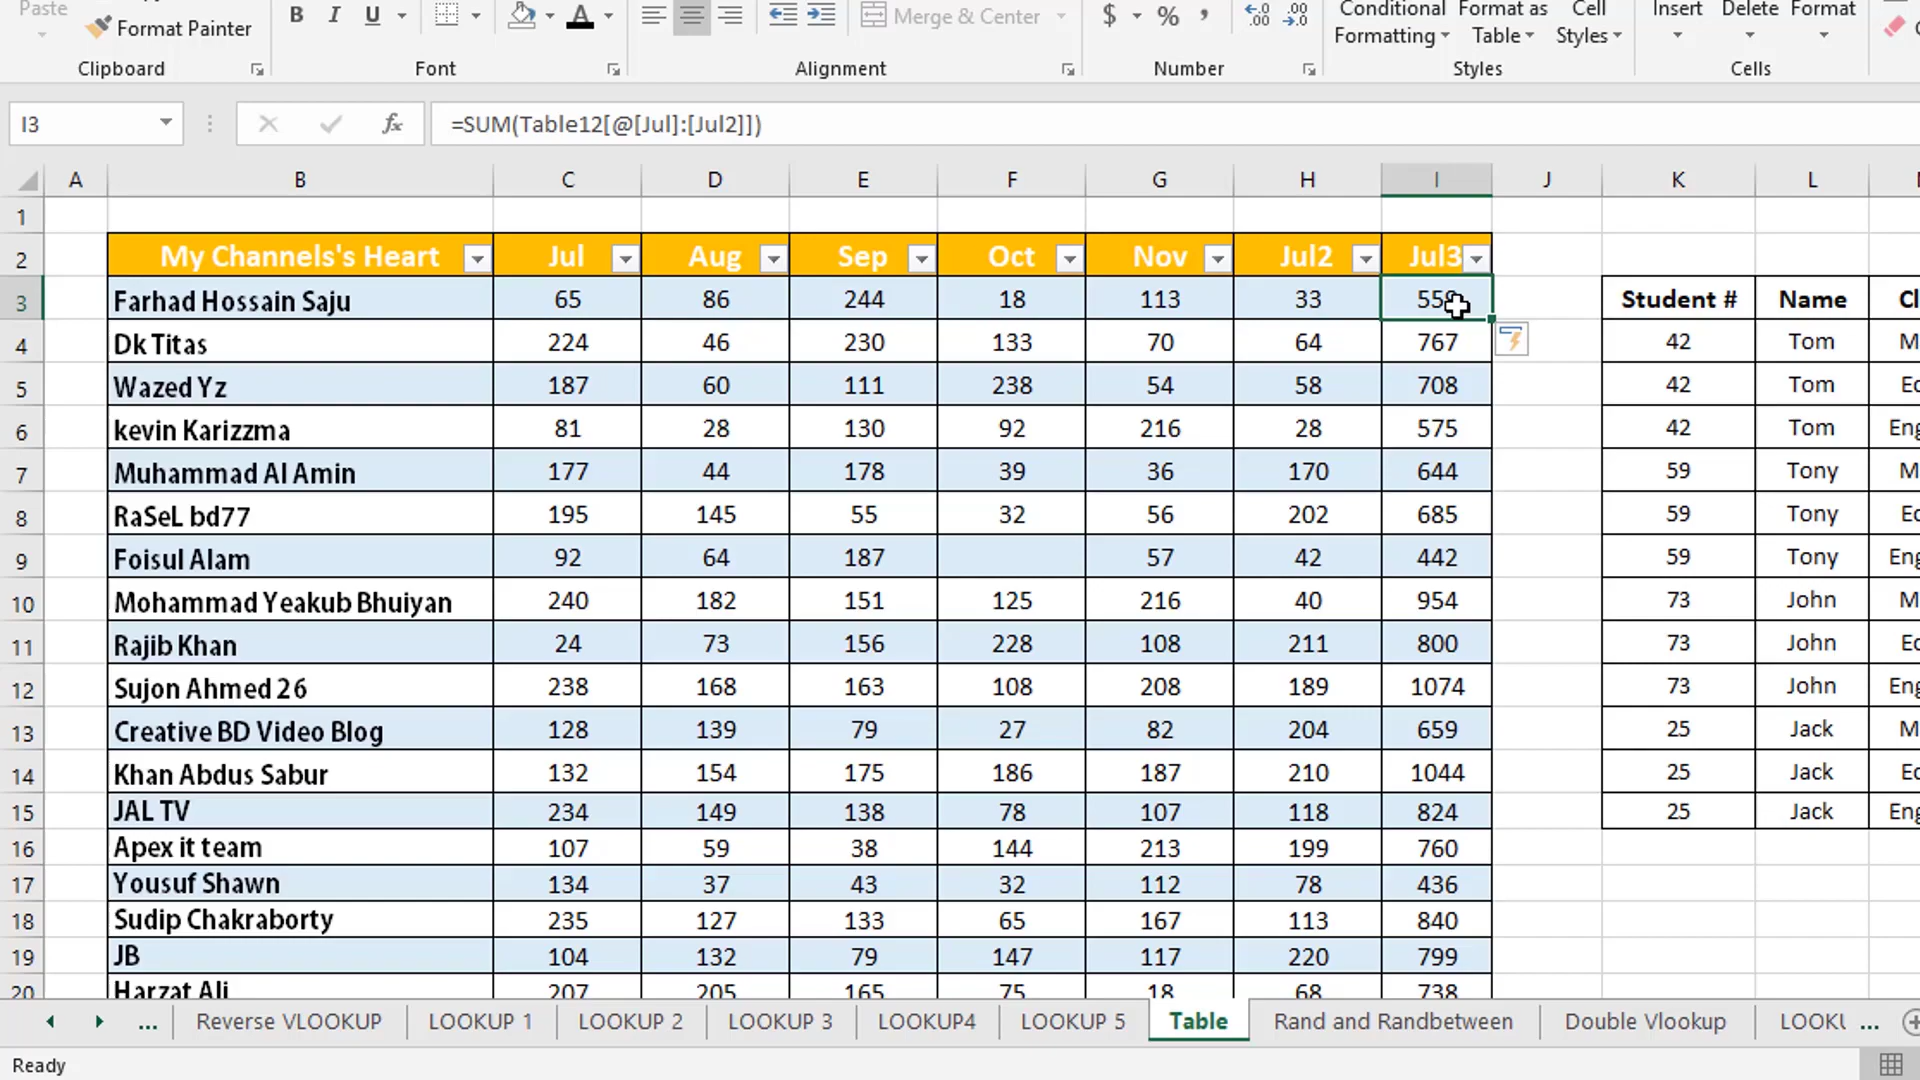 Paste
Format Painter
B I U A
Merge & Center
$ % ,
.00 .00
Conditional Formatting
Format as Table
Cell Styles
Insert Delete Format
Clipboard Font Alignment Number Styles Cells
I3 fx =SUM(Table12[@[Jul]:[Jul2]])
A B C D E F G H I J K L
1
2 My Channels's Heart Jul Aug Sep Oct Nov Jul2 Jul3
3 Farhad Hossain Saju 65 86 244 18 113 33 Student # Name
4 Dk Titas 224 46 230 133 70 64 767 42 Tom
5 Wazed Yz 187 60 111 238 54 58 708 42 Tom
6 kevin Karizzma 81 28 130 92 216 28 575 42 Tom
7 Muhammad Al Amin 177 44 178 39 36 170 644 59 Tony
8 RaSeL bd77 195 145 55 32 56 202 685 59 Tony
9 Foisul Alam 92 64 187 57 42 442 59 Tony
10 Mohammad Yeakub Bhuiyan 240 182 151 125 216 40 954 73 John
11 Rajib Khan 24 73 156 228 108 211 800 73 John
12 Sujon Ahmed 26 238 168 163 108 208 189 1074 73 John
13 Creative BD Video Blog 128 139 79 27 82 204 659 25 Jack
14 Khan Abdus Sabur 132 154 175 186 187 210 1044 25 Jack
15 JAL TV 234 149 138 78 107 118 824 25 Jack
16 Apex it team 107 59 38 144 213 199 760
17 Yousuf Shawn 134 37 43 32 112 78 436
18 Sudip Chakraborty 235 127 133 65 167 113 840
19 JB 104 132 79 147 117 220 799
20 Harzat Ali 207 205 165 75 18 68 738
... Reverse VLOOKUP LOOKUP 1 LOOKUP 2 LOOKUP 3 LOOKUP4 LOOKUP 5 Table Rand and Randbetween Double Vlookup ...
Ready